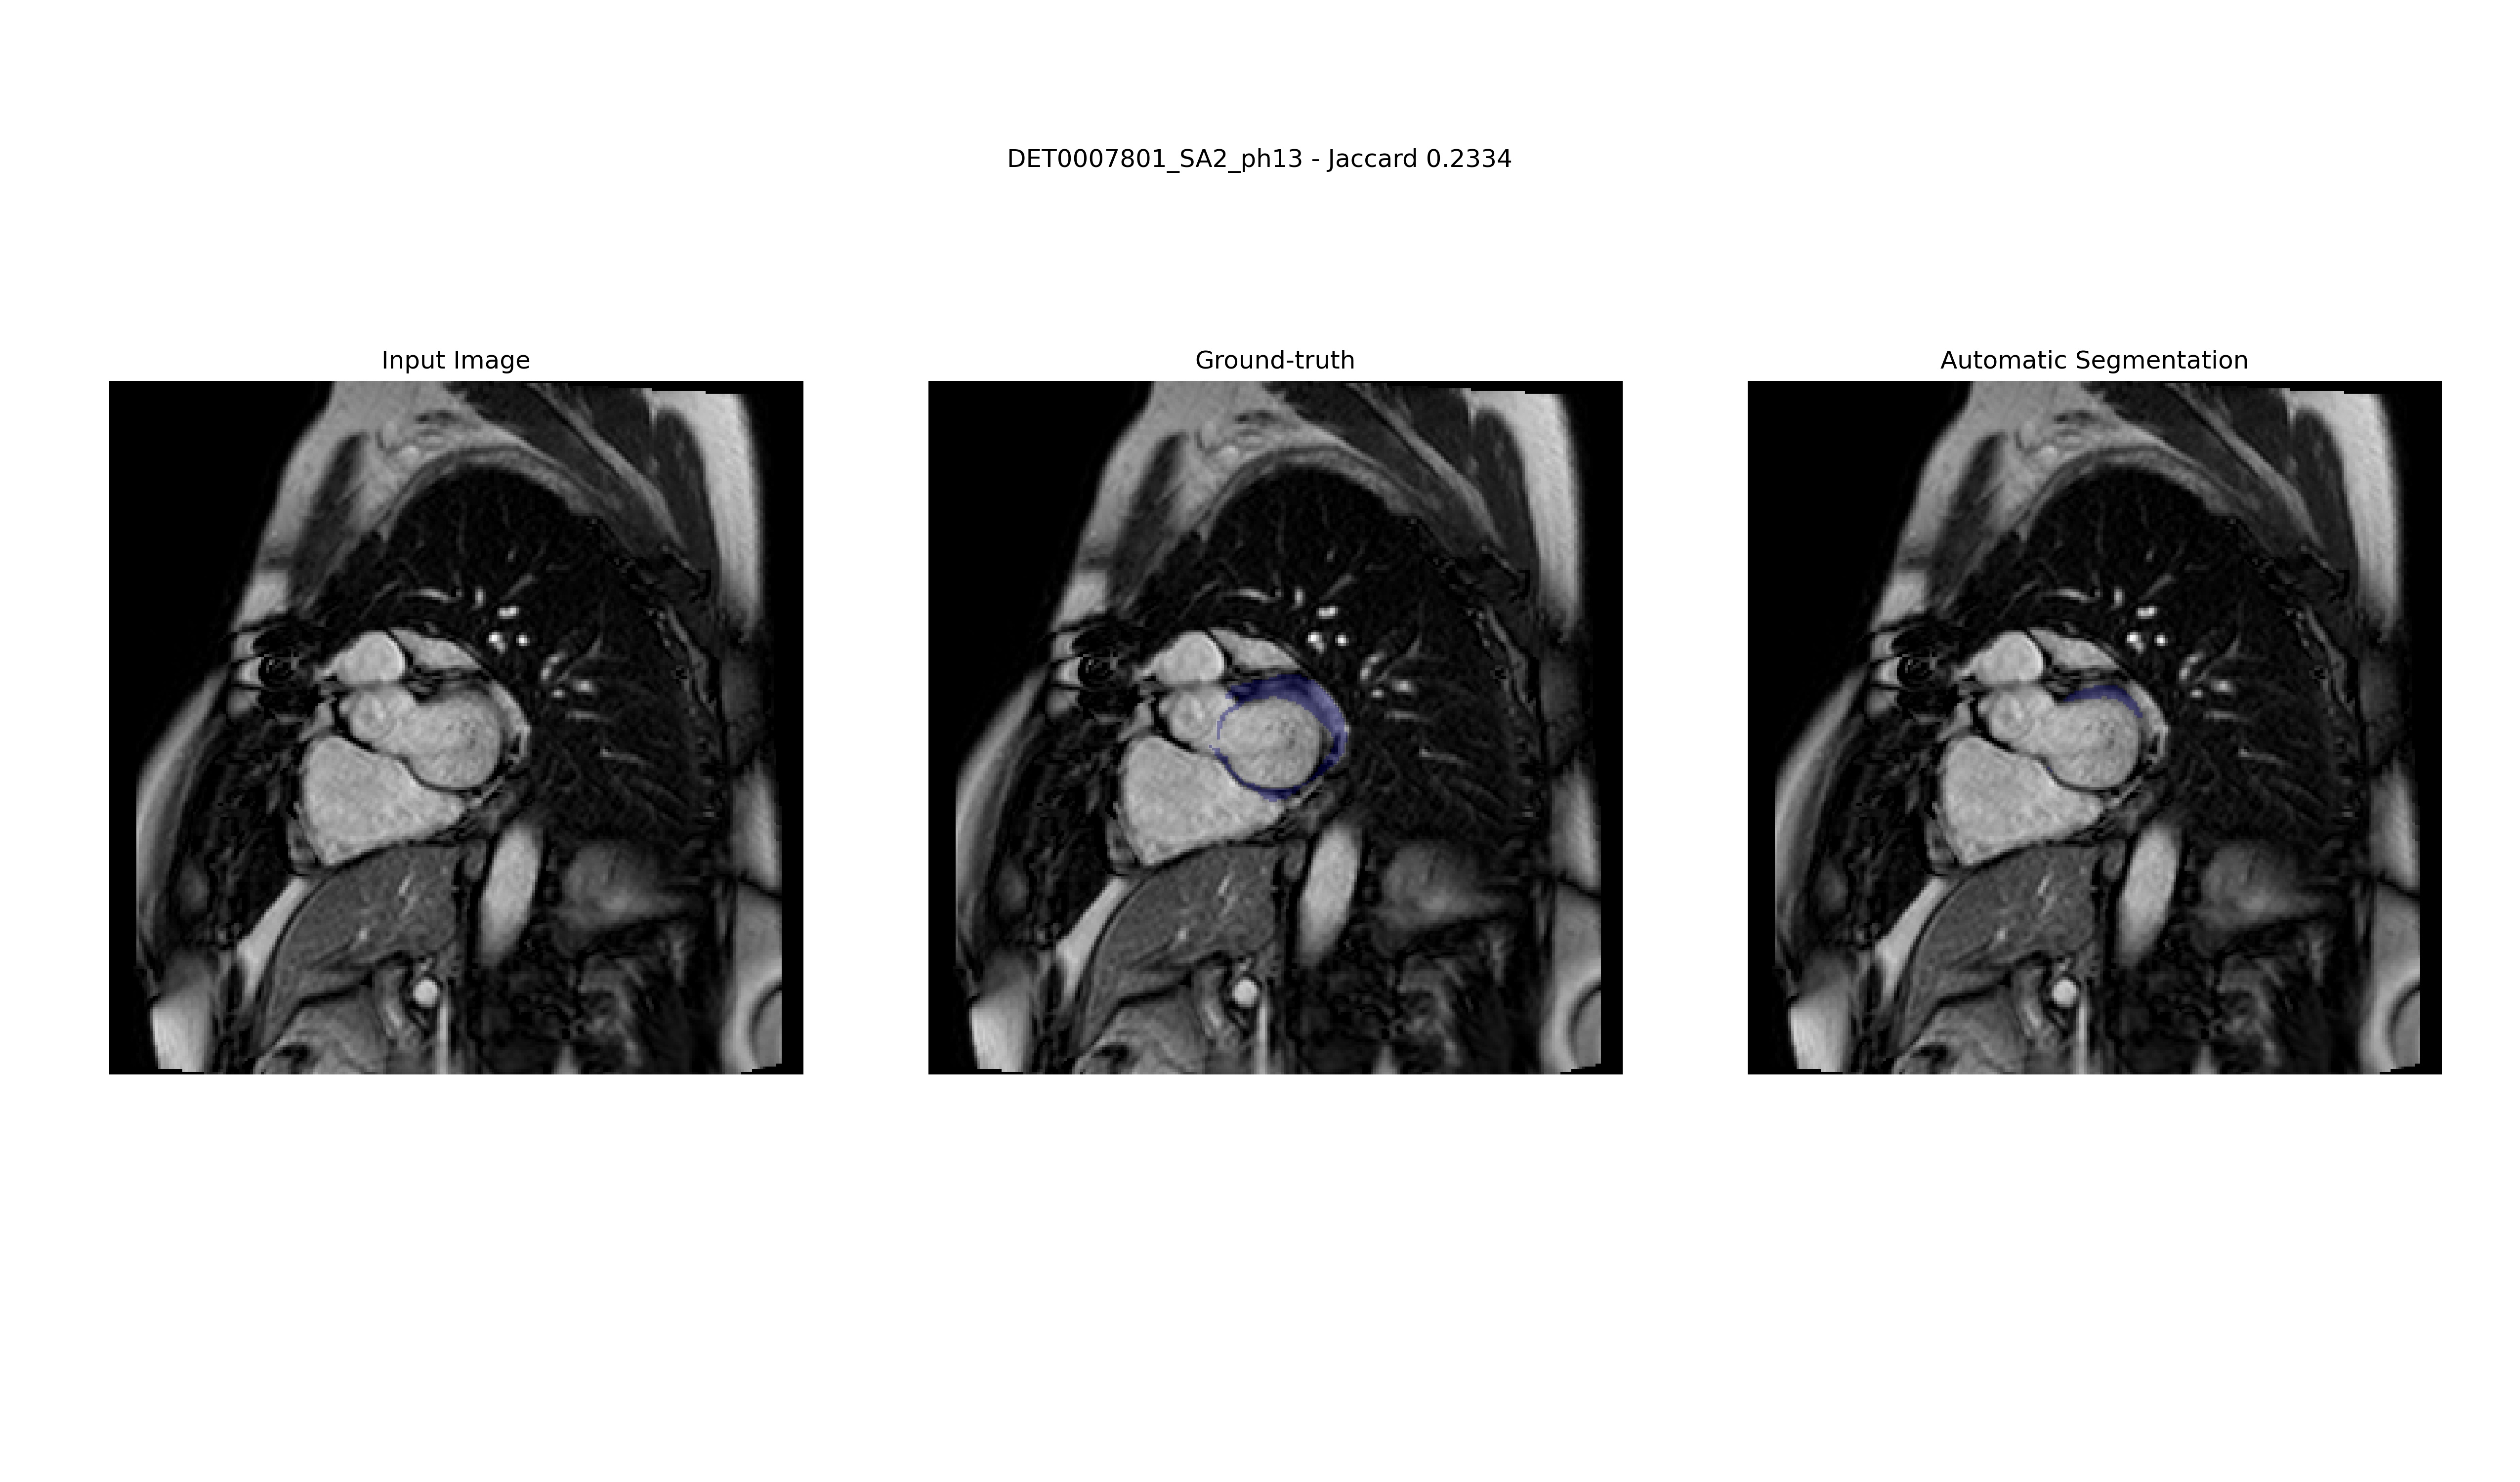 DET0007801_SA2_ph13 - Jaccard 0.2334
Input Image
Ground-truth
Automatic Segmentation